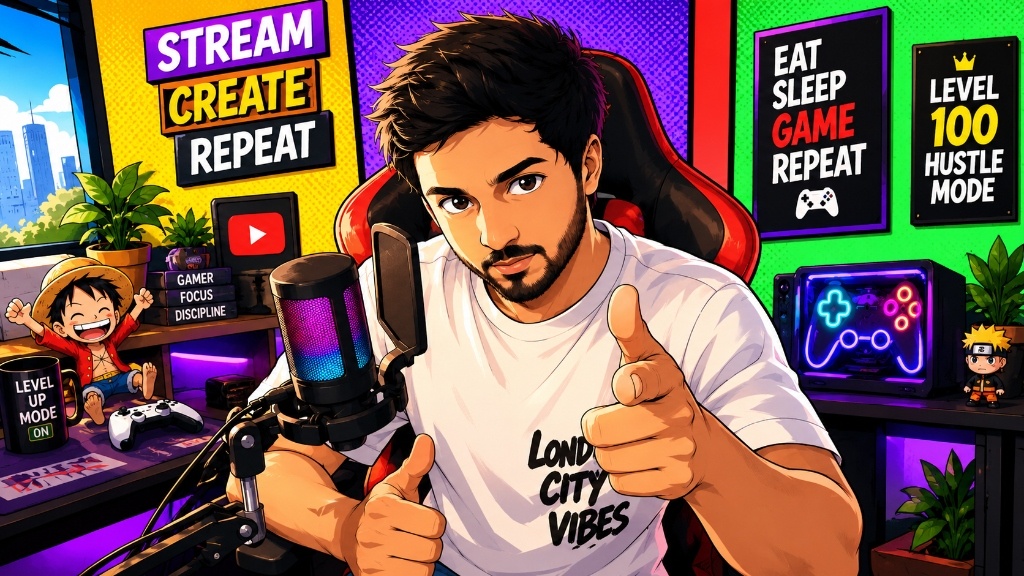 STREAM
CREATE
REPEAT
EAT
SLEEP
GAME
REPEAT
LEVEL
100
HUSTLE
MODE
GAMER
FOCUS
DISCIPLINE
LEVEL
UP
MODE
ON
LOND
CITY
VIBES